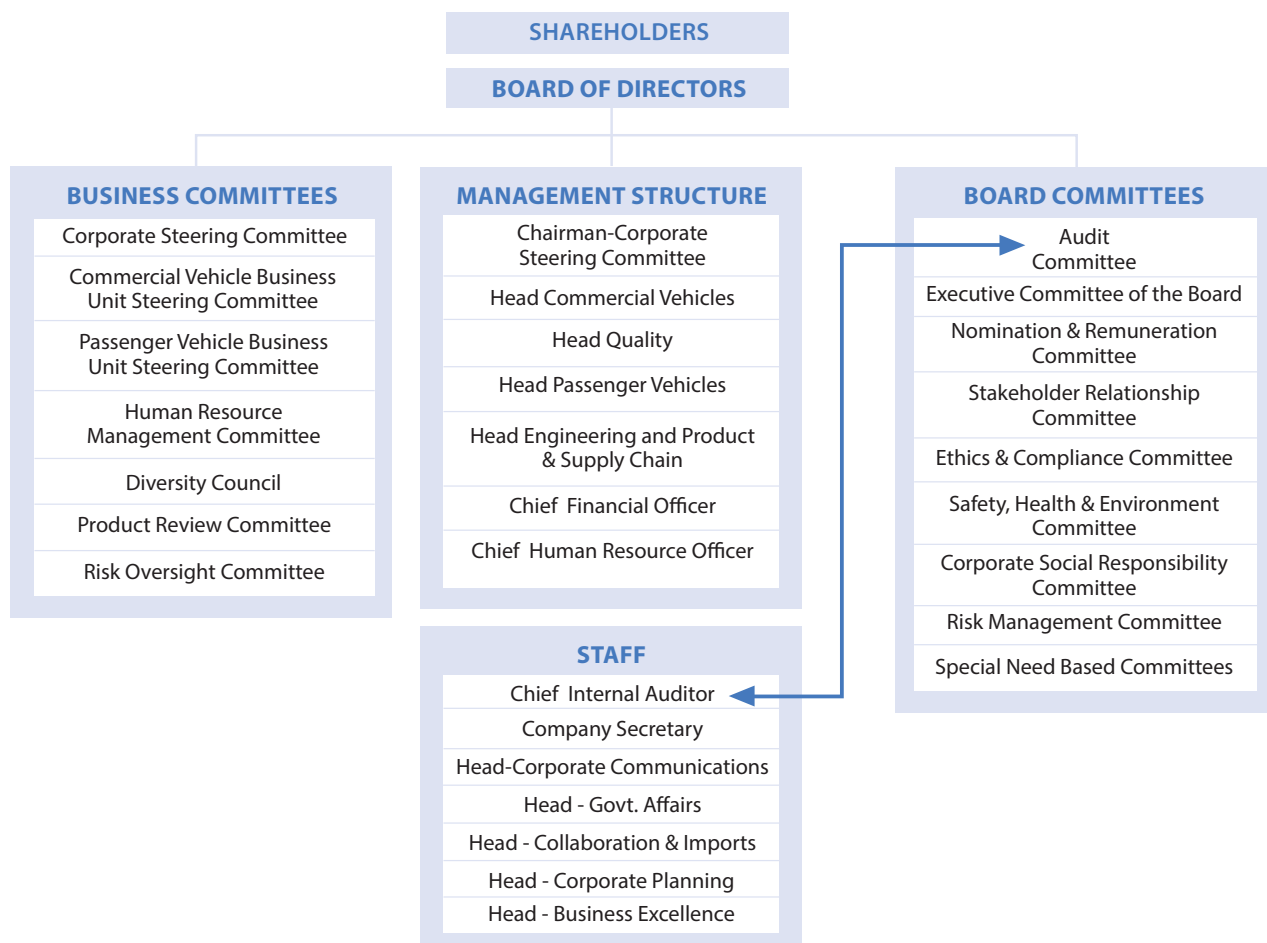 SHAREHOLDERS
BOARD OF DIRECTORS
BUSINESS COMMITTEES
Corporate Steering Committee
Commercial Vehicle Business
Unit Steering Committee
Passenger Vehicle Business
Unit Steering Committee
Human Resource
Management Committee
Diversity Council
Product Review Committee
Risk Oversight Committee
MANAGEMENT STRUCTURE
Chairman-Corporate
Steering Committee
Head Commercial Vehicles
Head Quality
Head Passenger Vehicles
Head Engineering and Product
& Supply Chain
Chief Financial Officer
Chief Human Resource Officer
STAFF
Chief Internal Auditor
Company Secretary
Head-Corporate Communications
Head - Govt. Affairs
Head - Collaboration & Imports
Head - Corporate Planning
Head - Business Excellence
BOARD COMMITTEES
Audit
Committee
Executive Committee of the Board
Nomination & Remuneration
Committee
Stakeholder Relationship
Committee
Ethics & Compliance Committee
Safety, Health & Environment
Committee
Corporate Social Responsibility
Committee
Risk Management Committee
Special Need Based Committees